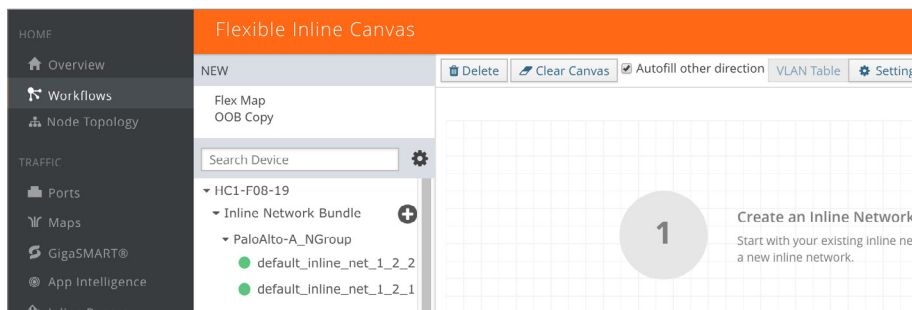 HOME
Overview
Workflows
Node Topology
TRAFFIC
Ports
Maps
GigaSMART®
App Intelligence
Flexible Inline Canvas
NEW
Flex Map
OOB Copy
Search Device
HC1-F08-19
Inline Network Bundle
PaloAlto-A_NGroup
default_inline_net_1_2_2
default_inline_net_1_2_1
Delete Clear Canvas Autofill other direction VLAN Table Setting
1
Create an Inline Network
Start with your existing inline ne
a new inline network.